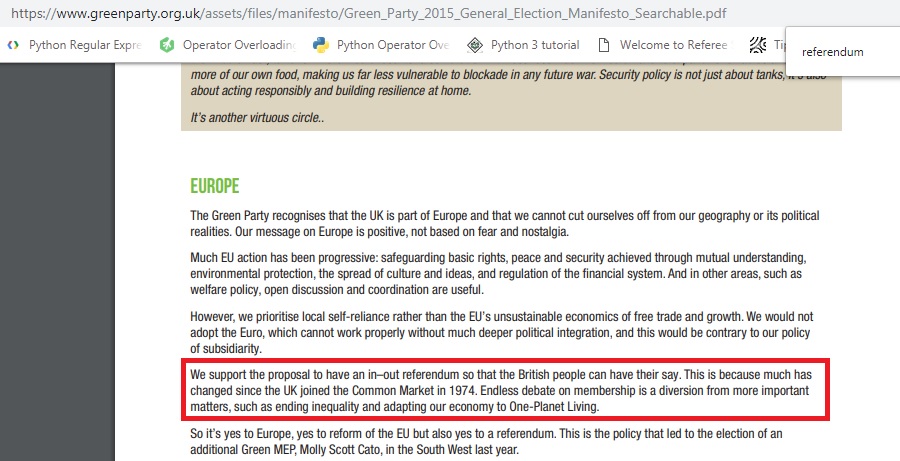 https://www.greenparty.org.uk/assets/files/manifesto/Green_Party_2015_General_Election_Manifesto_Searchable.pdf
Python Regular Expre Operator Overloading Python Operator Ove Python 3 tutorial Welcome to Referee
referendum
more of our own food, making us far less vulnerable to blockade in any future war. Security policy is not just about tanks, it's also
about acting responsibly and building resilience at home.
It's another virtuous circle..
EUROPE
The Green Party recognises that the UK is part of Europe and that we cannot cut ourselves off from our geography or its political
realities. Our message on Europe is positive, not based on fear and nostalgia.
Much EU action has been progressive: safeguarding basic rights, peace and security achieved through mutual understanding,
environmental protection, the spread of culture and ideas, and regulation of the financial system. And in other areas, such as
welfare policy, open discussion and coordination are useful.
However, we prioritise local self-reliance rather than the EU's unsustainable economics of free trade and growth. We would not
adopt the Euro, which cannot work properly without much deeper political integration, and this would be contrary to our policy
of subsidiarity.
We support the proposal to have an in–out referendum so that the British people can have their say. This is because much has
changed since the UK joined the Common Market in 1974. Endless debate on membership is a diversion from more important
matters, such as ending inequality and adapting our economy to One-Planet Living.
So it's yes to Europe, yes to reform of the EU but also yes to a referendum. This is the policy that led to the election of an
additional Green MEP, Molly Scott Cato, in the South West last year.